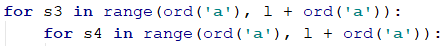 for s3 in range(ord('a'), l + ord('a')):
    for s4 in range(ord('a'), l + ord('a')):